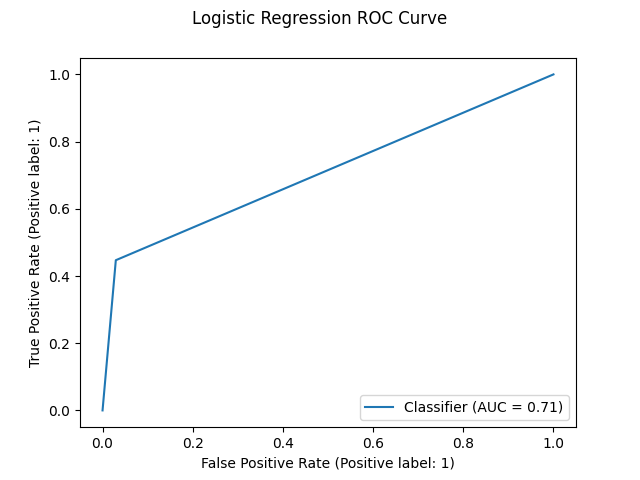 Logistic Regression ROC Curve
1.0
0.8
0.6
0.4
0.2
0.0
True Positive Rate (Positive label: 1)
Classifier (AUC = 0.71)
0.0 0.2 0.4 0.6 0.8 1.0
False Positive Rate (Positive label: 1)